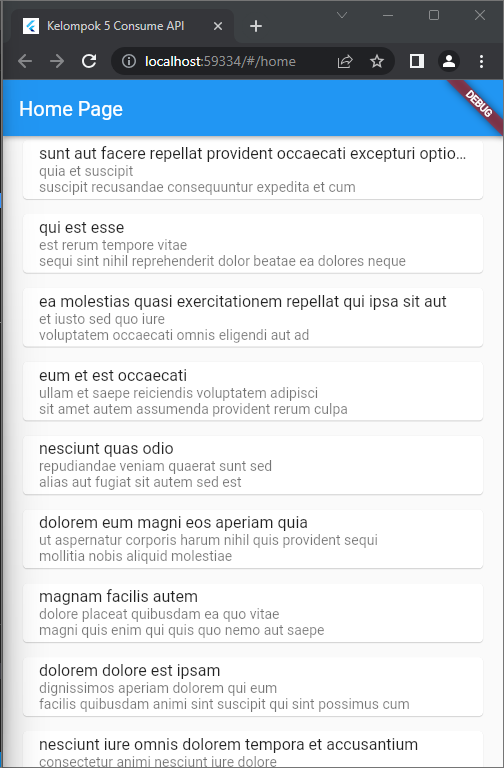 Kelompok 5 Consume API
localhost:59334/#/home
Home Page
DEBUG
sunt aut facere repellat provident occaecati excepturi optio...
quia et suscipit
suscipit recusandae consequuntur expedita et cum
qui est esse
est rerum tempore vitae
sequi sint nihil reprehenderit dolor beatae ea dolores neque
ea molestias quasi exercitationem repellat qui ipsa sit aut
et iusto sed quo iure
voluptatem occaecati omnis eligendi aut ad
eum et est occaecati
ullam et saepe reiciendis voluptatem adipisci
sit amet autem assumenda provident rerum culpa
nesciunt quas odio
repudiandae veniam quaerat sunt sed
alias aut fugiat sit autem sed est
dolorem eum magni eos aperiam quia
ut aspernatur corporis harum nihil quis provident sequi
mollitia nobis aliquid molestiae
magnam facilis autem
dolore placeat quibusdam ea quo vitae
magni quis enim qui quis quo nemo aut saepe
dolorem dolore est ipsam
dignissimos aperiam dolorem qui eum
facilis quibusdam animi sint suscipit qui sint possimus cum
nesciunt iure omnis dolorem tempora et accusantium
consectetur animi nesciunt iure dolore